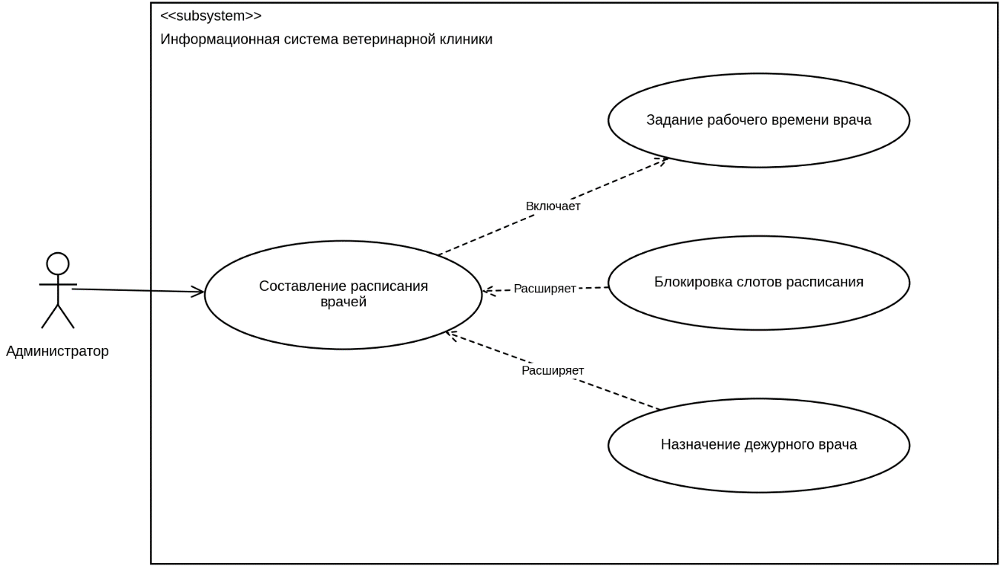 <<subsystem>>
Информационная система ветеринарной клиники
Задание рабочего времени врача
Включает
Составление расписания
врачей
Расширяет
Блокировка слотов расписания
Администратор
Расширяет
Назначение дежурного врача